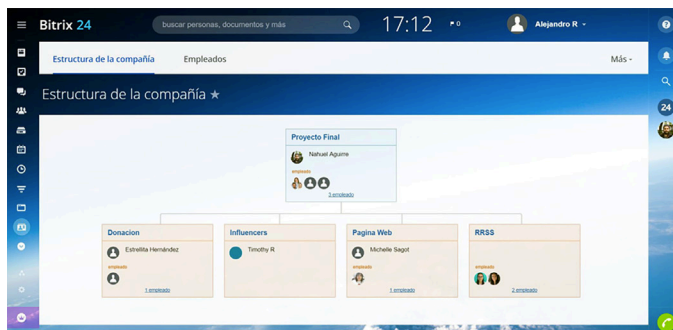 Bitrix 24
buscar personas, documentos y más
17:12
0
Alejandro R
Estructura de la compañía
Empleados
Más
Estructura de la compañía
24
Proyecto Final
Nahuel Aguirre
empleado
3 empleado
Donacion
Estrellita Hernández
empleado
1 empleado
Influencers
Timothy R
Pagina Web
Michelle Sagot
empleado
1 empleado
RRSS
empleado
2 empleado